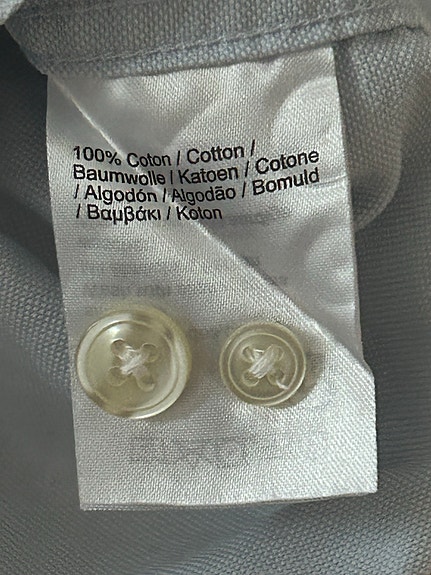 100% Coton / Cotton /
Baumwolle / Katoen / Cotone
/ Algodón / Algodão / Bomuld
/ Βαμβάκι / Koton